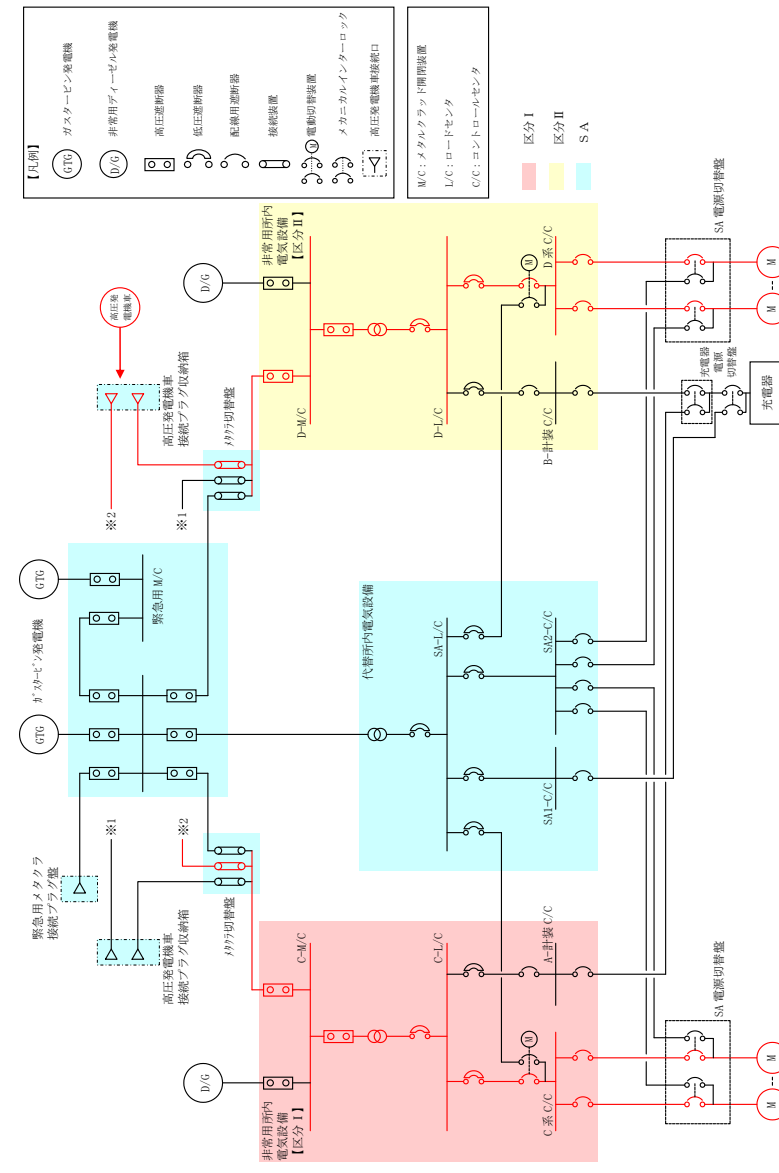 【凡例】
GTG
ガスタービン発電機
D/G
非常用ディーゼル発電機
高圧遮断器
低圧遮断器
配線用遮断器
接続装置
M
電動切替装置
メカニカルインターロック
高圧発電機車接続口
M/C：メタルクラッド開閉装置
L/C：ロードセンタ
C/C：コントロールセンタ
区分Ⅰ
区分Ⅱ
ＳＡ
緊急用メタクラ
接続プラグ盤
GTG
ｶﾞｽﾀｰﾋﾞﾝ発電機
GTG
緊急用 M/C
高圧発電機車
接続プラグ収納箱
※1
※2
ﾒﾀｸﾗ切替盤
高圧発
電機車
高圧発電機車
接続プラグ収納箱
※2
※1
ﾒﾀｸﾗ切替盤
D/G
非常用所内
電気設備
【区分Ⅰ】
C-M/C
C-L/C
M
C 系 C/C
A-計装 C/C
代替所内電気設備
SA-L/C
SA1-C/C
SA2-C/C
D/G
非常用所内
電気設備
【区分Ⅱ】
D-M/C
D-L/C
M
B-計装 C/C
D 系 C/C
SA 電源切替盤
M
M
充電器
電源
切替盤
充電器
SA 電源切替盤
M
M